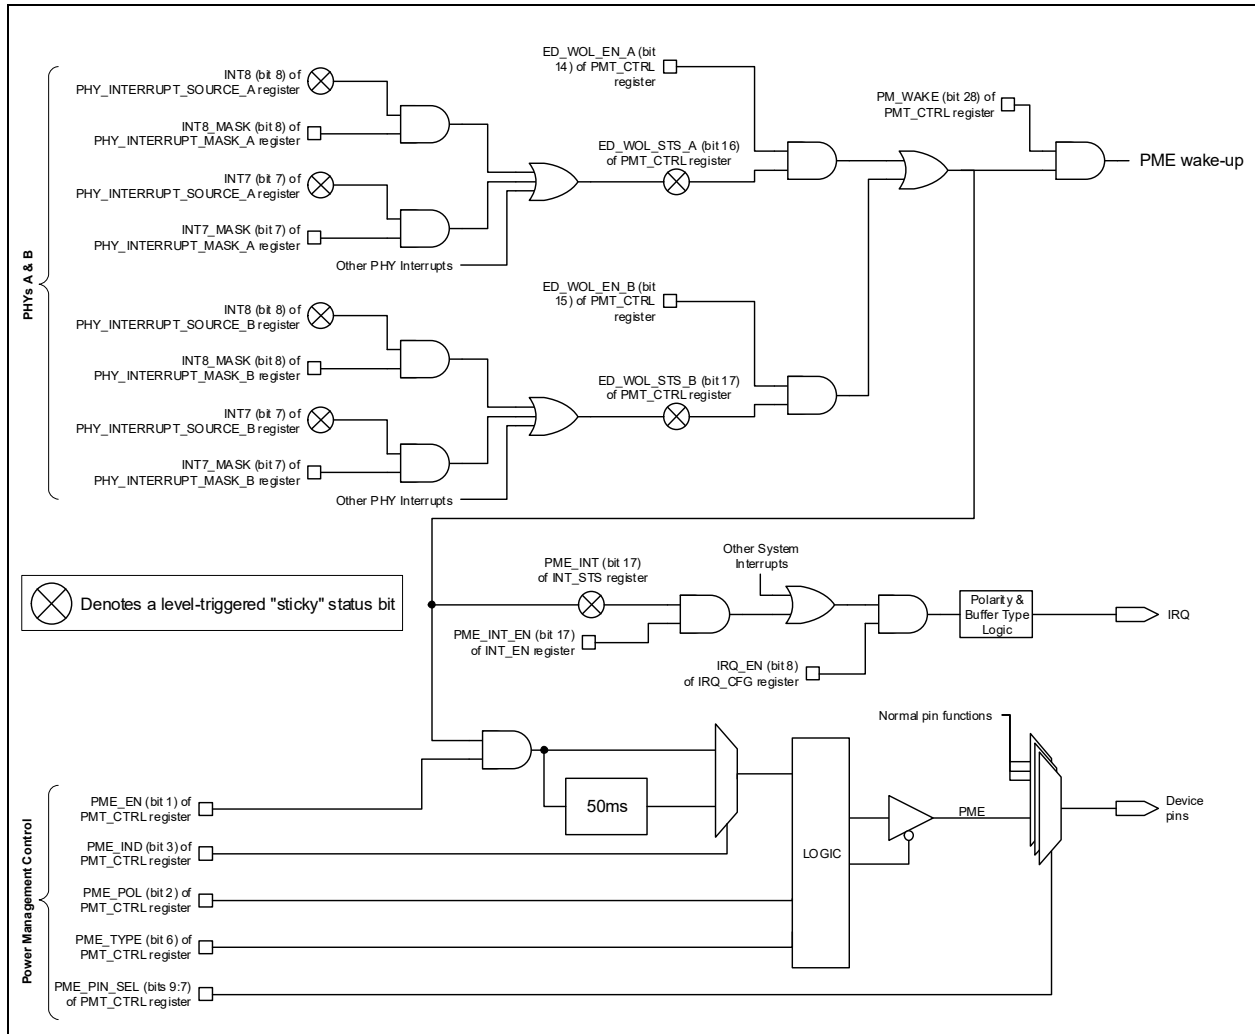 ED_WOL_EN_A (bit
14) of PMT_CTRL
register
INT8 (bit 8) of
PHY_INTERRUPT_SOURCE_A register
PM_WAKE (bit 28) of
PMT_CTRL register
INT8_MASK (bit 8) of
PHY_INTERRUPT_MASK_A register
ED_WOL_STS_A (bit 16)
of PMT_CTRL register
PME wake-up
INT7 (bit 7) of
PHY_INTERRUPT_SOURCE_A register
INT7_MASK (bit 7) of
PHY_INTERRUPT_MASK_A register
Other PHY Interrupts
PHYs A & B
ED_WOL_EN_B (bit
15) of PMT_CTRL
register
INT8 (bit 8) of
PHY_INTERRUPT_SOURCE_B register
INT8_MASK (bit 8) of
PHY_INTERRUPT_MASK_B register
ED_WOL_STS_B (bit 17)
of PMT_CTRL register
INT7 (bit 7) of
PHY_INTERRUPT_SOURCE_B register
INT7_MASK (bit 7) of
PHY_INTERRUPT_MASK_B register
Other PHY Interrupts
Denotes a level-triggered "sticky" status bit
PME_INT (bit 17)
of INT_STS register
Other System
Interrupts
PME_INT_EN (bit 17)
of INT_EN register
IRQ_EN (bit 8)
of IRQ_CFG register
Polarity &
Buffer Type
Logic
IRQ
Normal pin functions
Power Management Control
PME_EN (bit 1) of
PMT_CTRL register
50ms
PME_IND (bit 3) of
PMT_CTRL register
LOGIC
PME
Device
pins
PME_POL (bit 2) of
PMT_CTRL register
PME_TYPE (bit 6) of
PMT_CTRL register
PME_PIN_SEL (bits 9:7)
of PMT_CTRL register